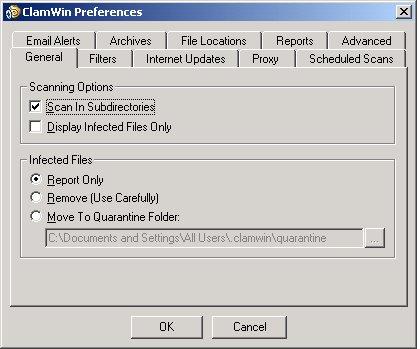 ClamWin Preferences
Email Alerts Archives File Locations Reports Advanced
General Filters Internet Updates Proxy Scheduled Scans
Scanning Options
Scan In Subdirectories
Display Infected Files Only
Infected Files
Report Only
Remove (Use Carefully)
Move To Quarantine Folder:
C:\Documents and Settings\All Users\.clamwin\quarantine ...
OK Cancel